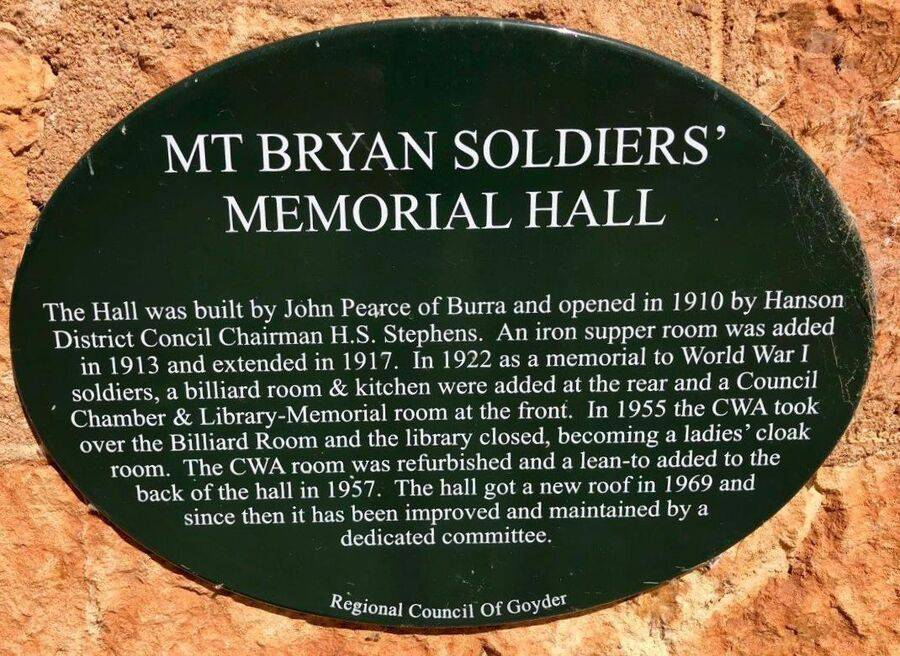 MT BRYAN SOLDIERS’
MEMORIAL HALL
The Hall was built by John Pearce of Burra and opened in 1910 by Hanson
District Concil Chairman H.S. Stephens. An iron supper room was added
in 1913 and extended in 1917. In 1922 as a memorial to World War I
soldiers, a billiard room & kitchen were added at the rear and a Council
Chamber & Library-Memorial room at the front. In 1955 the CWA took
over the Billiard Room and the library closed, becoming a ladies’ cloak
room. The CWA room was refurbished and a lean-to added to the
back of the hall in 1957. The hall got a new roof in 1969 and
since then it has been improved and maintained by a
dedicated committee.
Regional Council Of Goyder